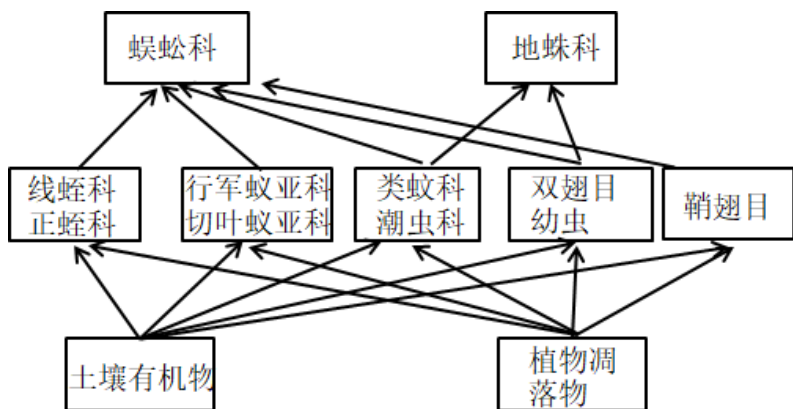 蜈蚣科
地蛛科
线蛭科
正蛭科
行军蚁亚科
切叶蚁亚科
类蚊科
潮虫科
双翅目
幼虫
鞘翅目
土壤有机物
植物凋
落物